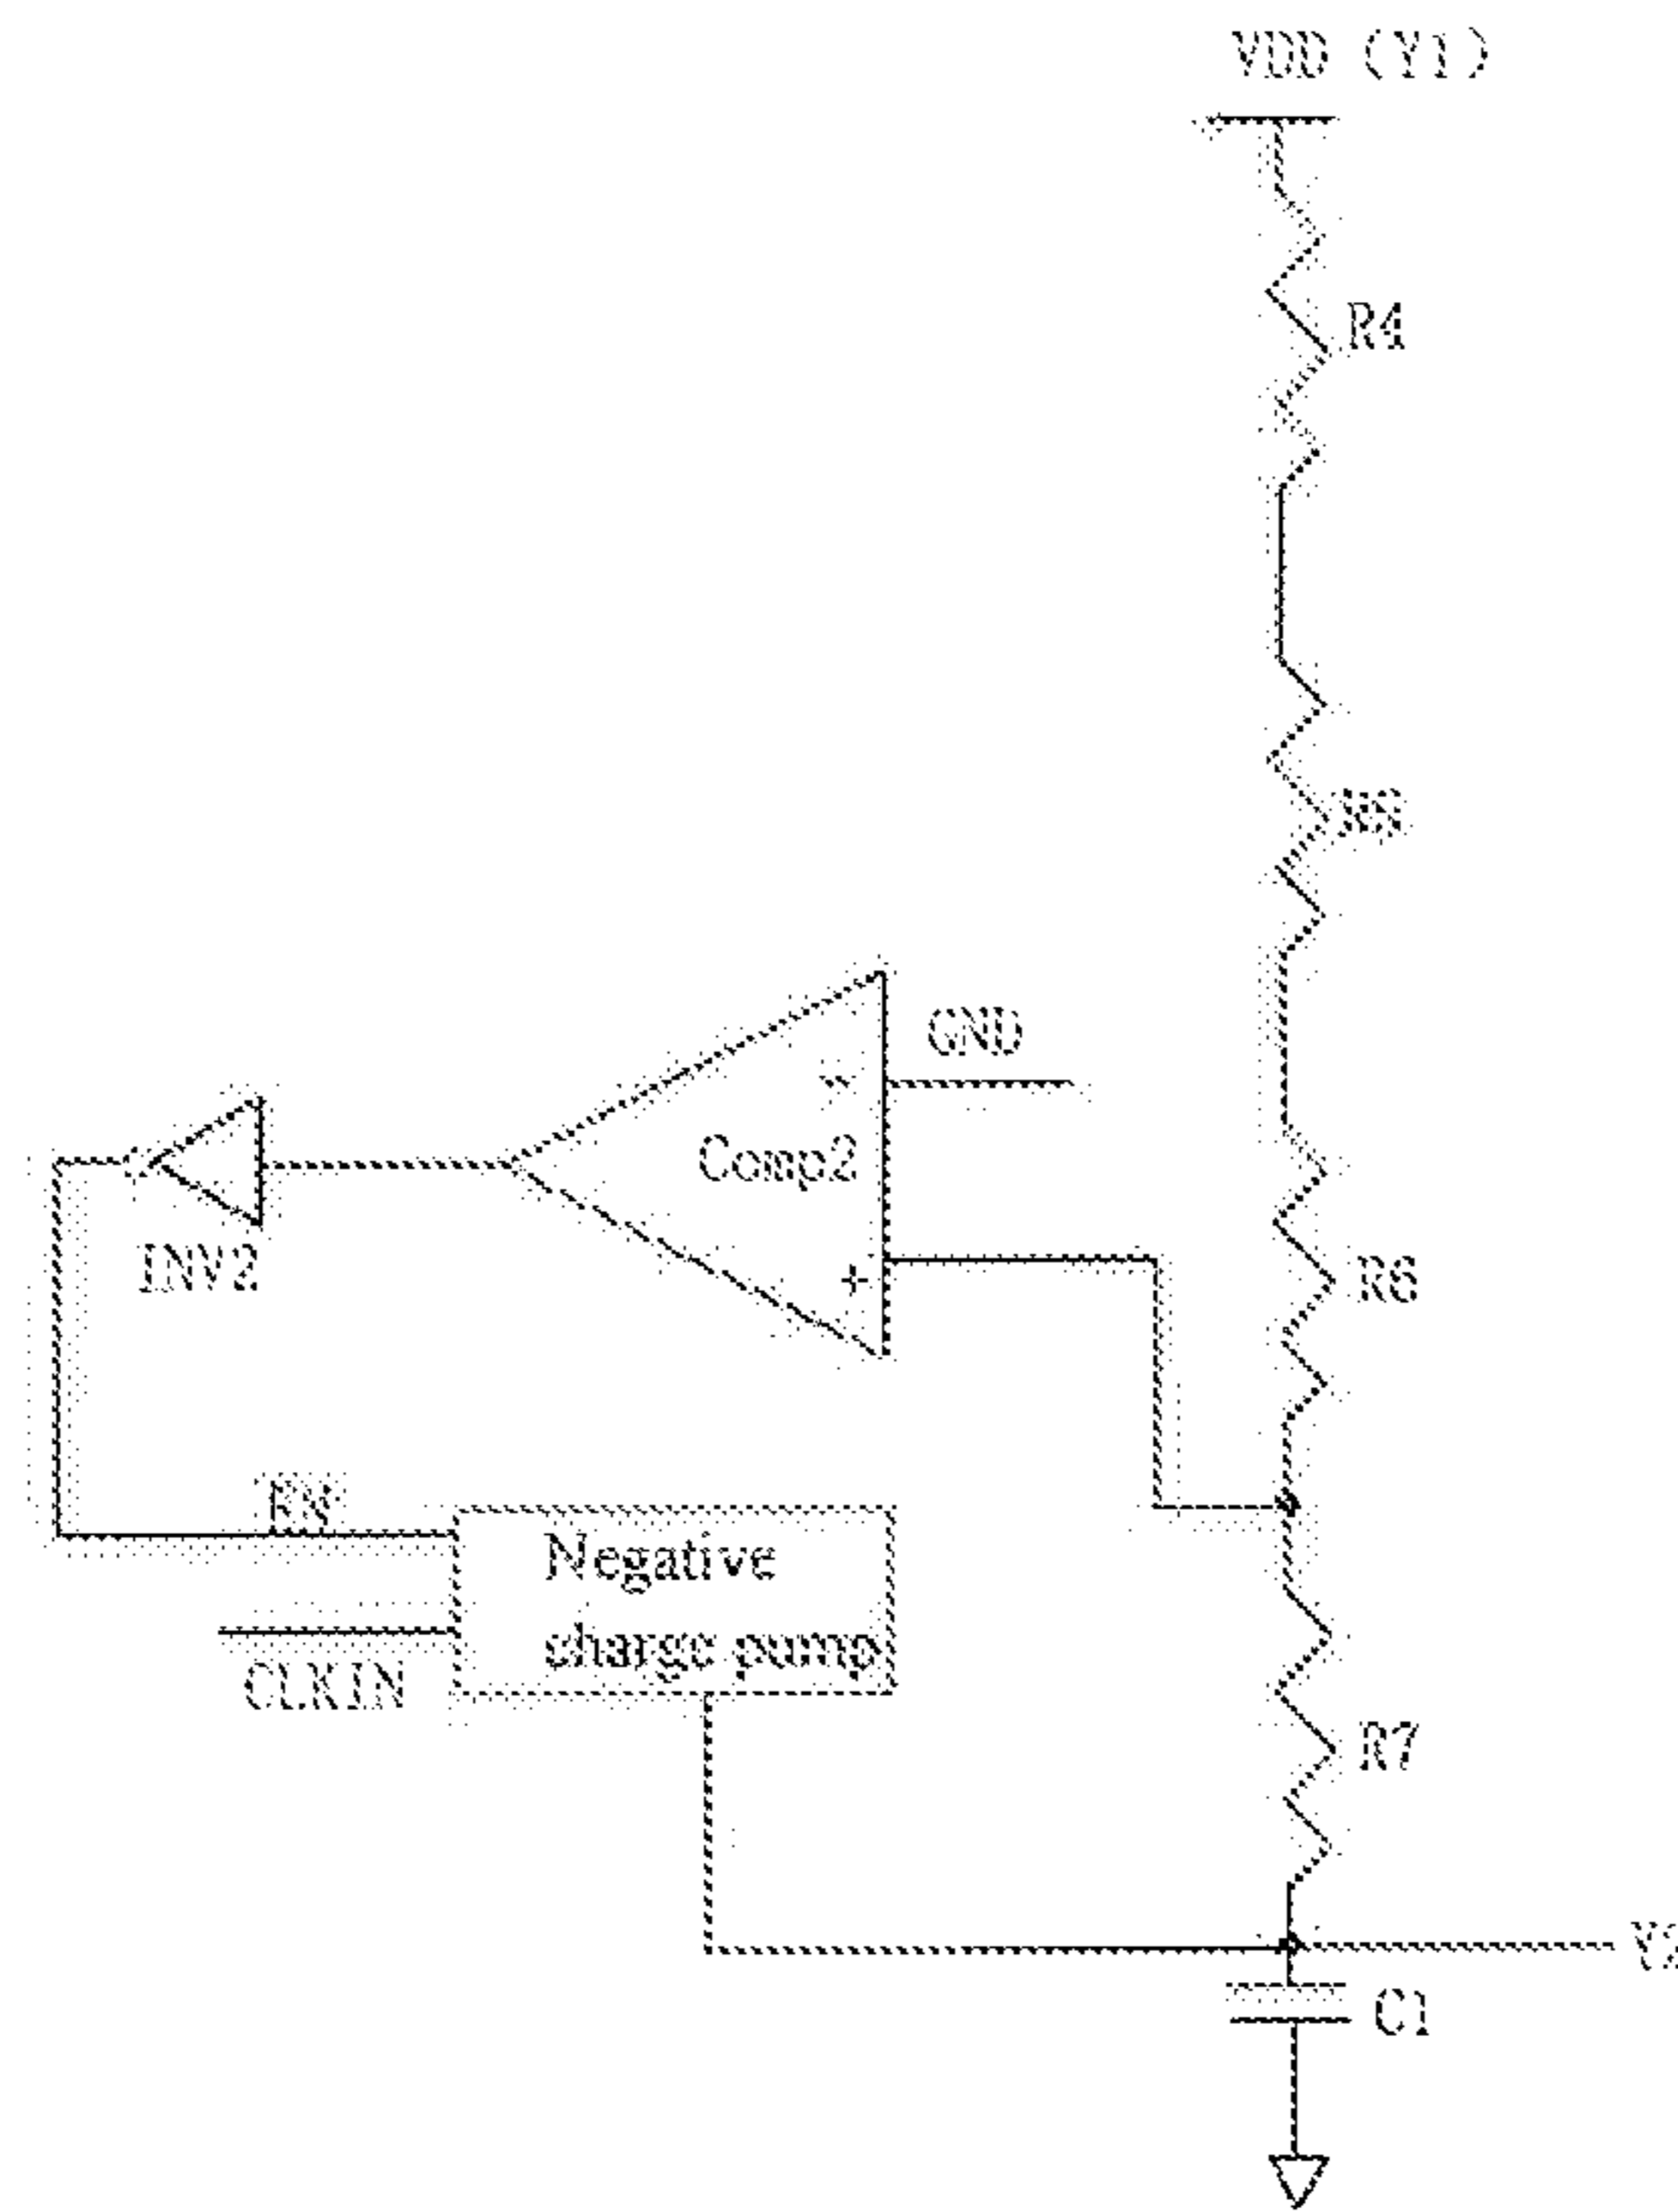 VDD (Y1)
R4
GND
Comp2
INV2
R6
EN
Negative
charge pump
CLKIN
R7
C1